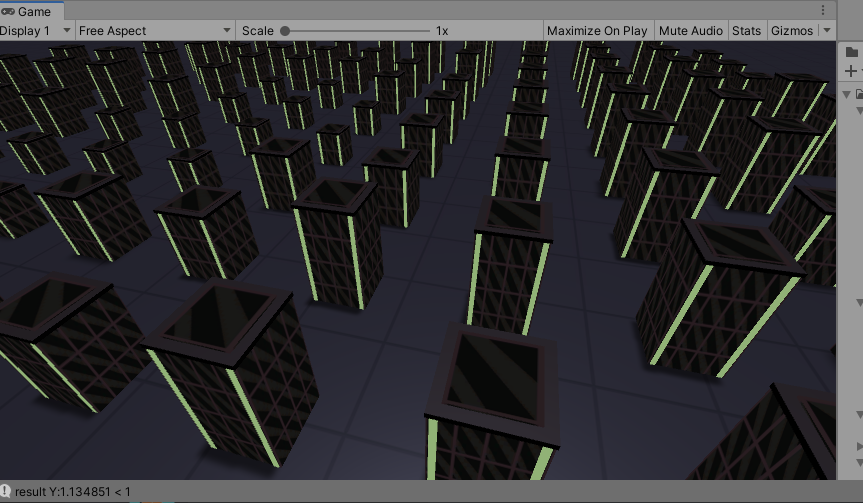 Game
Display 1 Free Aspect Scale 1x Maximize On Play Mute Audio Stats Gizmos
result Y:1.134851 < 1